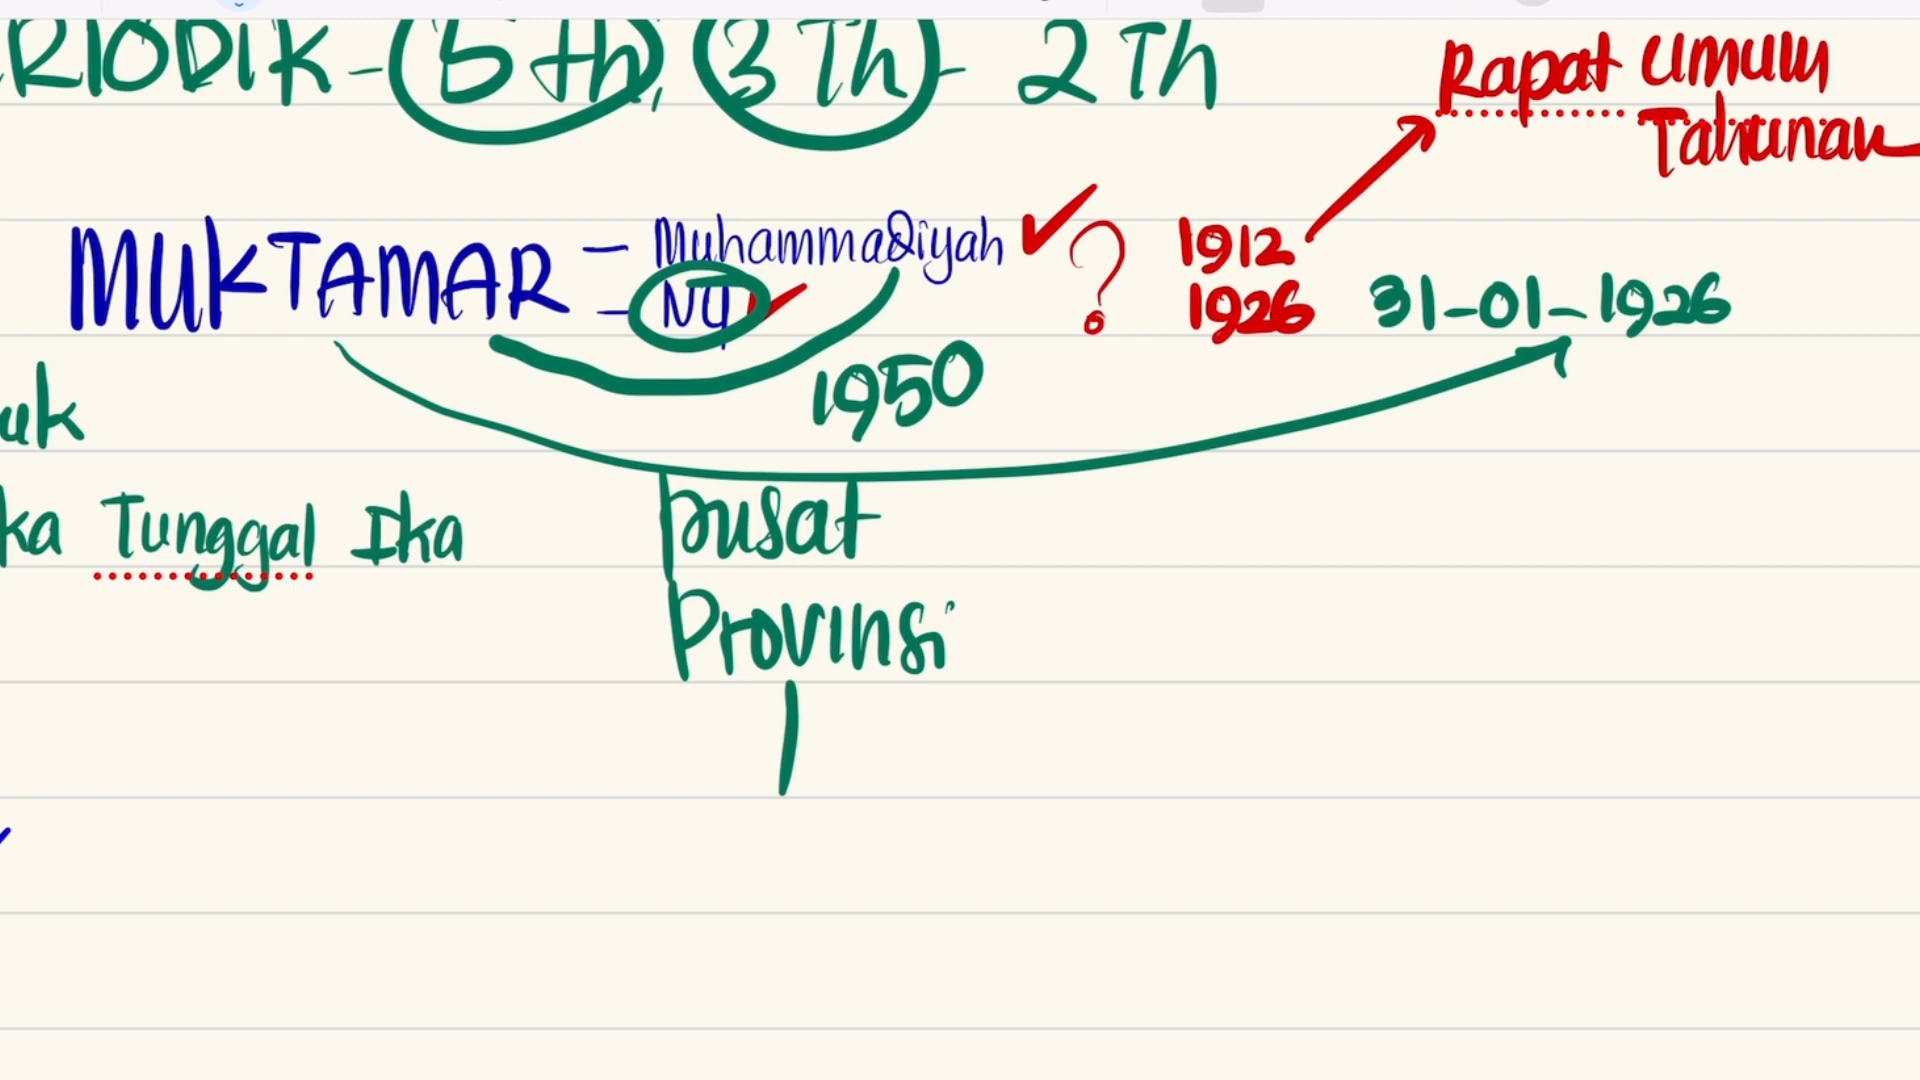 RIODIK - 5 th, 3 Th - 2 Th
Rapat Umum
Tahunan
MUKTAMAR - Muhammadiyah ✓ ? 1912
- NU ✓ 1926 31-01-1926
1950
uk
ka Tunggal Ika
pusat
Provinsi